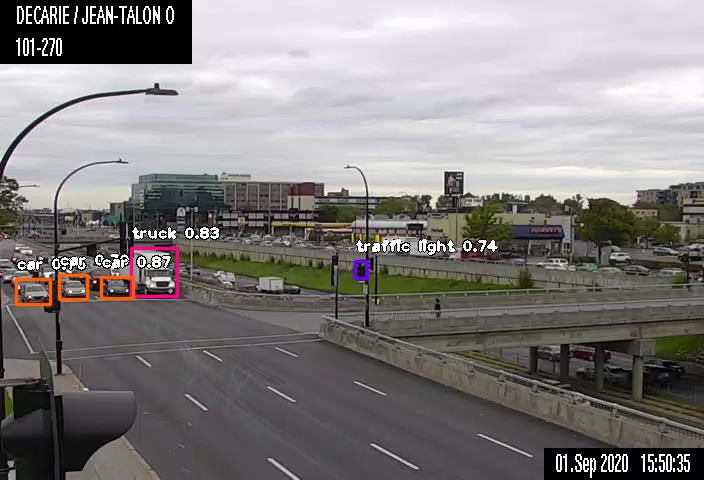 DECARIE / JEAN-TALON O
101-270
truck 0.83
traffic light 0.74
car 0.87
01.Sep 2020 15:50:35